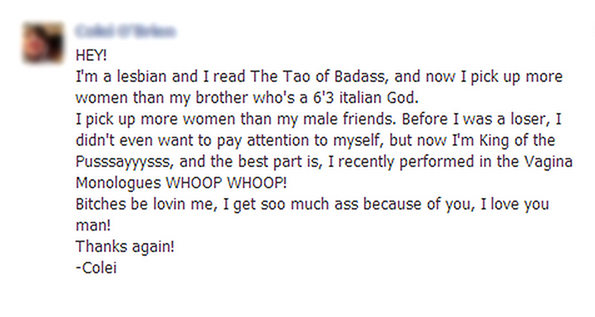 HEY!
I'm a lesbian and I read The Tao of Badass, and now I pick up more
women than my brother who's a 6'3 italian God.
I pick up more women than my male friends. Before I was a loser, I
didn't even want to pay attention to myself, but now I'm King of the
Pusssayyysss, and the best part is, I recently performed in the Vagina
Monologues WHOOP WHOOP!
Bitches be lovin me, I get soo much ass because of you, I love you
man!
Thanks again!
-Colei